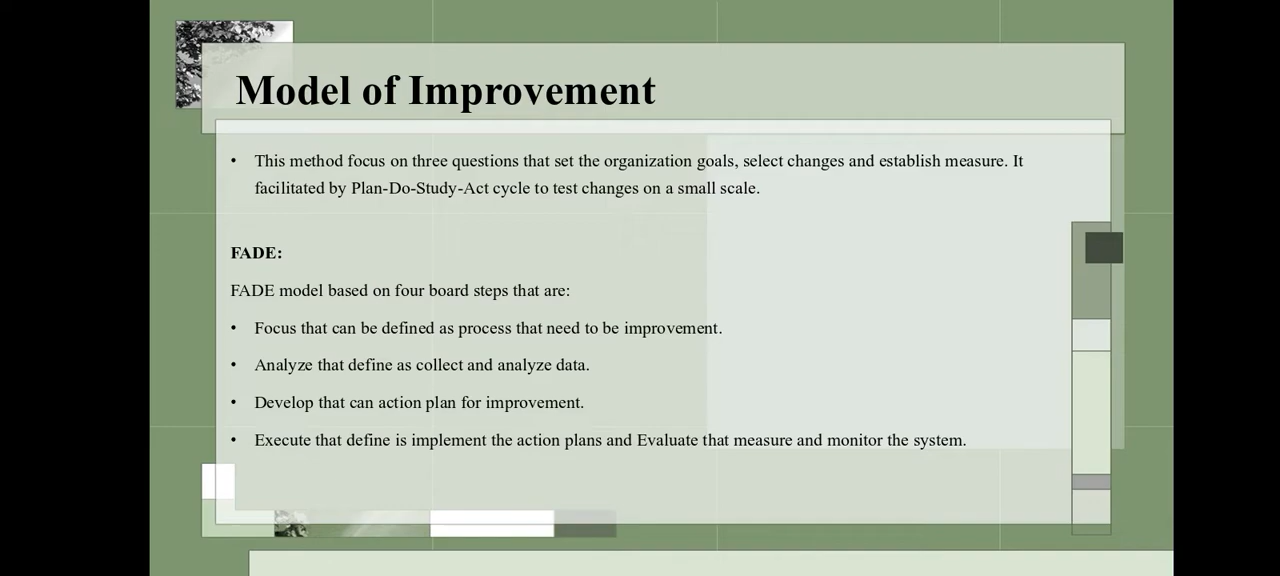 Model of Improvement
• This method focus on three questions that set the organization goals, select changes and establish measure. It
facilitated by Plan-Do-Study-Act cycle to test changes on a small scale.
FADE:
FADE model based on four board steps that are:
• Focus that can be defined as process that need to be improvement.
• Analyze that define as collect and analyze data.
• Develop that can action plan for improvement.
• Execute that define is implement the action plans and Evaluate that measure and monitor the system.